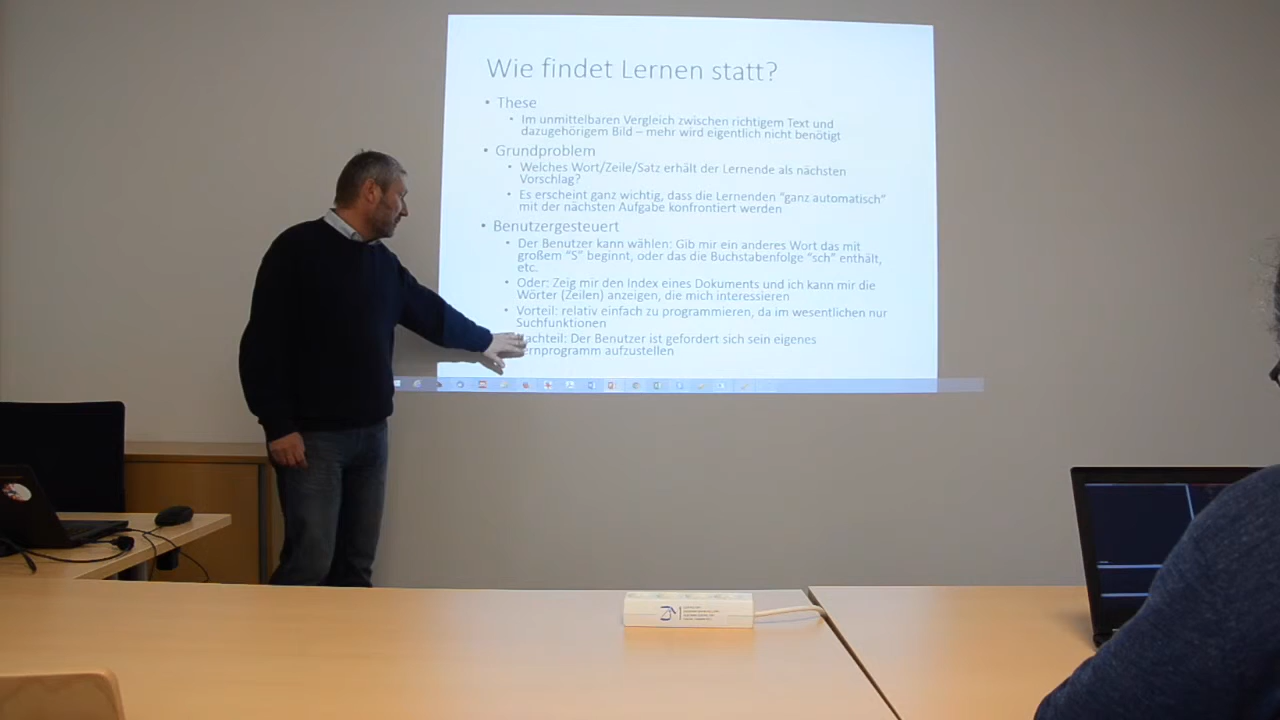 Wie findet Lernen statt?
• These
• Im unmittelbaren Vergleich zwischen richtigem Text und
dazugehörigem Bild – mehr wird eigentlich nicht benötigt
• Grundproblem
• Welches Wort/Zeile/Satz erhält der Lernende als nächsten
Vorschlag?
• Es erscheint ganz wichtig, dass die Lernenden "ganz automatisch"
mit der nächsten Aufgabe konfrontiert werden
• Benutzergesteuert
• Der Benutzer kann wählen: Gib mir ein anderes Wort das mit
großem "S" beginnt, oder das die Buchstabenfolge "sch" enthält,
etc.
• Oder: Zeig mir den Index eines Dokuments und ich kann mir die
Wörter (Zeilen) anzeigen, die mich interessieren
• Vorteil: relativ einfach zu programmieren, da im wesentlichen nur
Suchfunktionen
achteil: Der Benutzer ist gefordert sich sein eigenes
ernprogramm aufzustellen